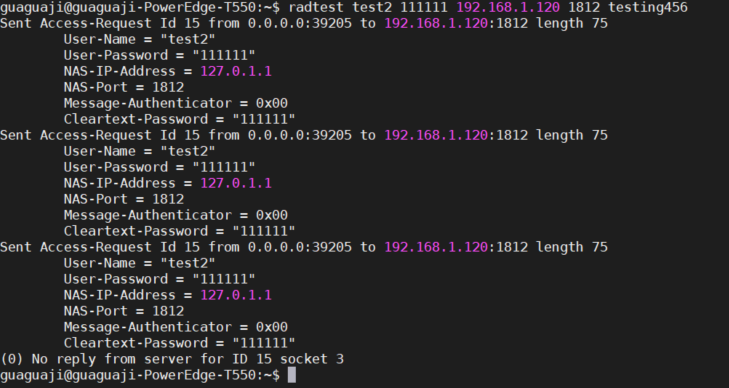 guaguaji@guaguaji-PowerEdge-T550:~$ radtest test2 111111 192.168.1.120 1812 testing456
Sent Access-Request Id 15 from 0.0.0.0:39205 to 192.168.1.120:1812 length 75
        User-Name = "test2"
        User-Password = "111111"
        NAS-IP-Address = 127.0.1.1
        NAS-Port = 1812
        Message-Authenticator = 0x00
        Cleartext-Password = "111111"
Sent Access-Request Id 15 from 0.0.0.0:39205 to 192.168.1.120:1812 length 75
        User-Name = "test2"
        User-Password = "111111"
        NAS-IP-Address = 127.0.1.1
        NAS-Port = 1812
        Message-Authenticator = 0x00
        Cleartext-Password = "111111"
Sent Access-Request Id 15 from 0.0.0.0:39205 to 192.168.1.120:1812 length 75
        User-Name = "test2"
        User-Password = "111111"
        NAS-IP-Address = 127.0.1.1
        NAS-Port = 1812
        Message-Authenticator = 0x00
        Cleartext-Password = "111111"
(0) No reply from server for ID 15 socket 3
guaguaji@guaguaji-PowerEdge-T550:~$